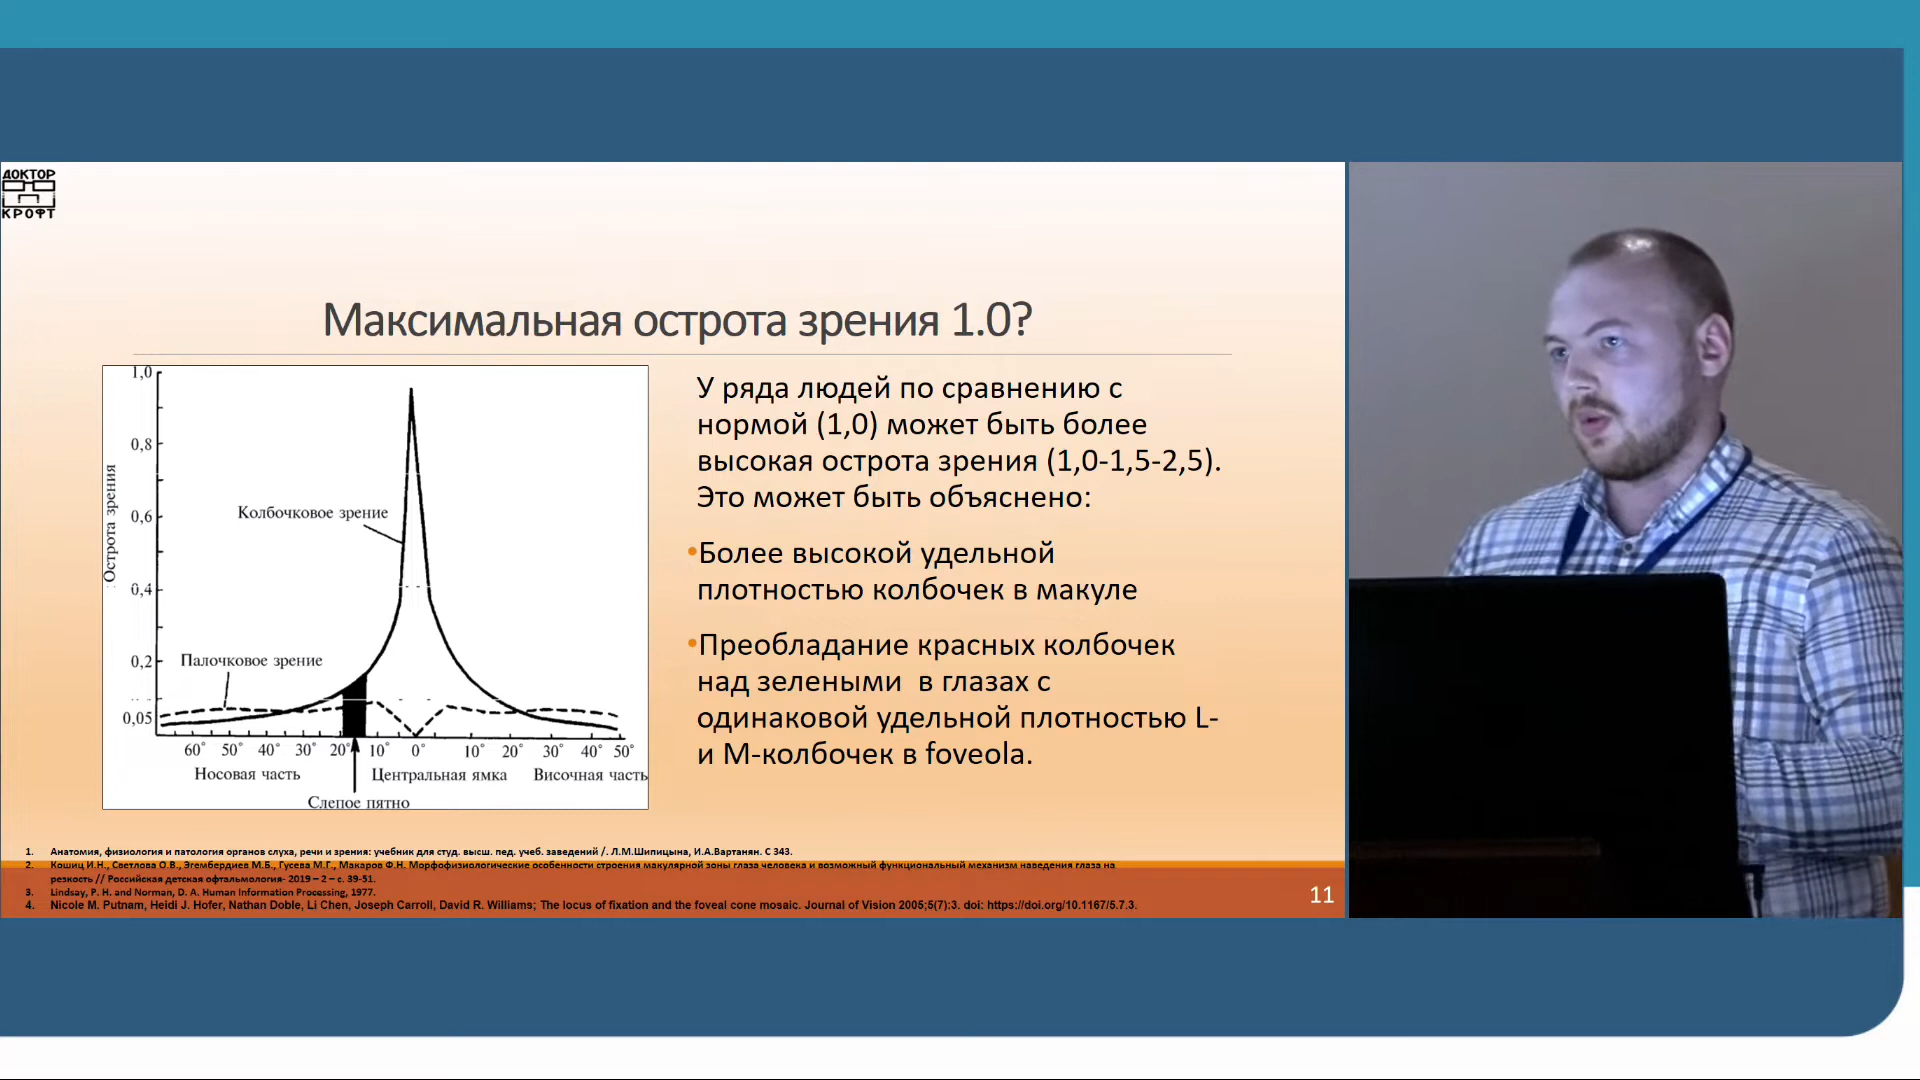 ДОКТОР
КРОФТ
Максимальная острота зрения 1.0?
1,0
0,8
0,6
0,4
0,2
0,05
Острота зрения
Колбочковое зрение
Палочковое зрение
60° 50° 40° 30° 20° 10° 0° 10° 20° 30° 40° 50°
Носовая часть Центральная ямка Височная часть
Слепое пятно
У ряда людей по сравнению с
нормой (1,0) может быть более
высокая острота зрения (1,0-1,5-2,5).
Это может быть объяснено:
•Более высокой удельной
плотностью колбочек в макуле
•Преобладание красных колбочек
над зелеными в глазах с
одинаковой удельной плотностью L-
и M-колбочек в foveola.
1. Анатомия, физиология и патология органов слуха, речи и зрения: учебник для студ. высш. пед. учеб. заведений /. Л.М.Шипицына, И.А.Вартанян. С 343.
2. Кошиц И.Н., Светлова О.В., Эгембердиев М.Б., Гусева М.Г., Макаров Ф.Н. Морфофизиологические особенности строения макулярной зоны глаза человека и возможный функциональный механизм наведения глаза на
резкость // Российская детская офтальмология- 2019 – 2 – с. 39-51.
3. Lindsay, P. H. and Norman, D. A. Human Information Processing, 1977.
4. Nicole M. Putnam, Heidi J. Hofer, Nathan Doble, Li Chen, Joseph Carroll, David R. Williams; The locus of fixation and the foveal cone mosaic. Journal of Vision 2005;5(7):3. doi: https://doi.org/10.1167/5.7.3.
11